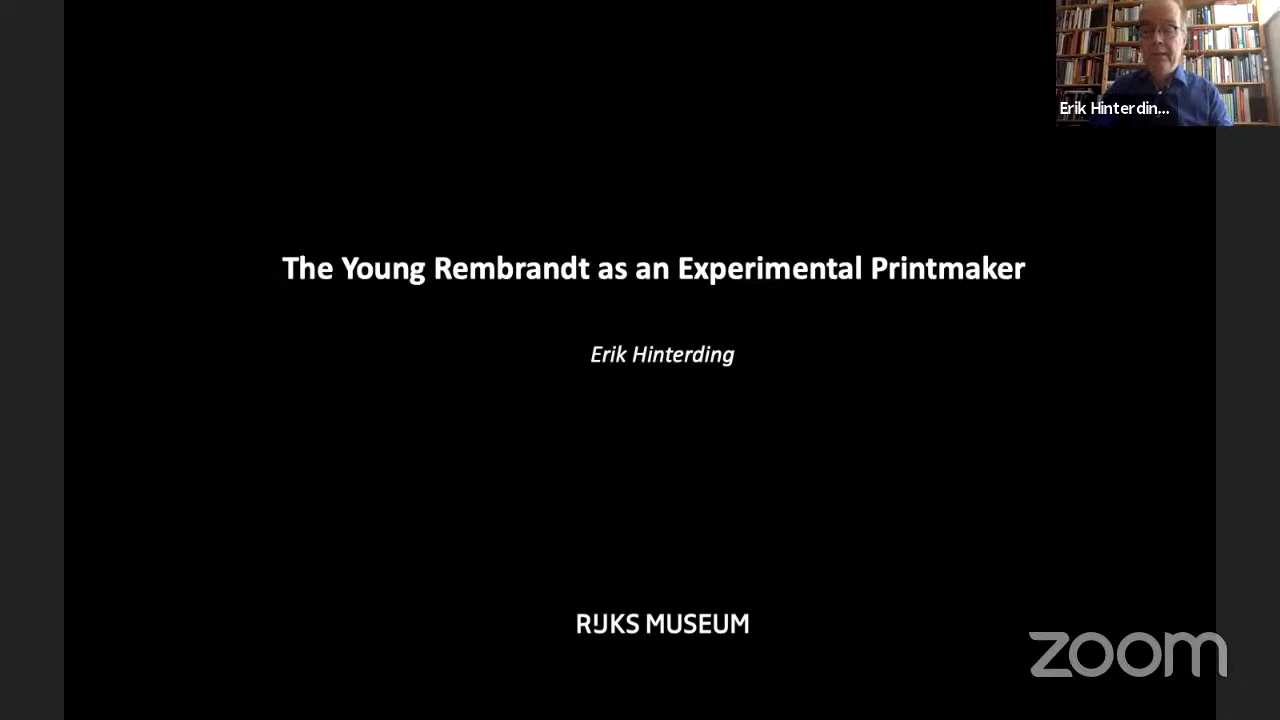 Erik Hinterdin...
The Young Rembrandt as an Experimental Printmaker
Erik Hinterding
RIJKS MUSEUM
zoom